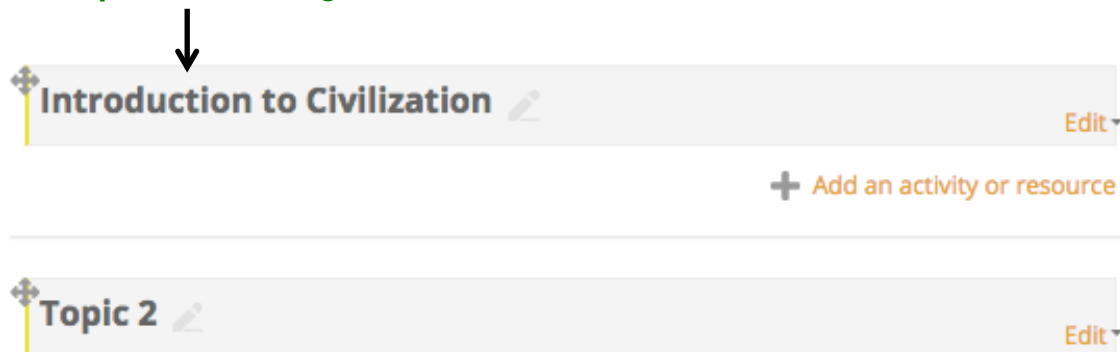 Introduction to Civilization
Edit
Add an activity or resource
Topic 2
Edit